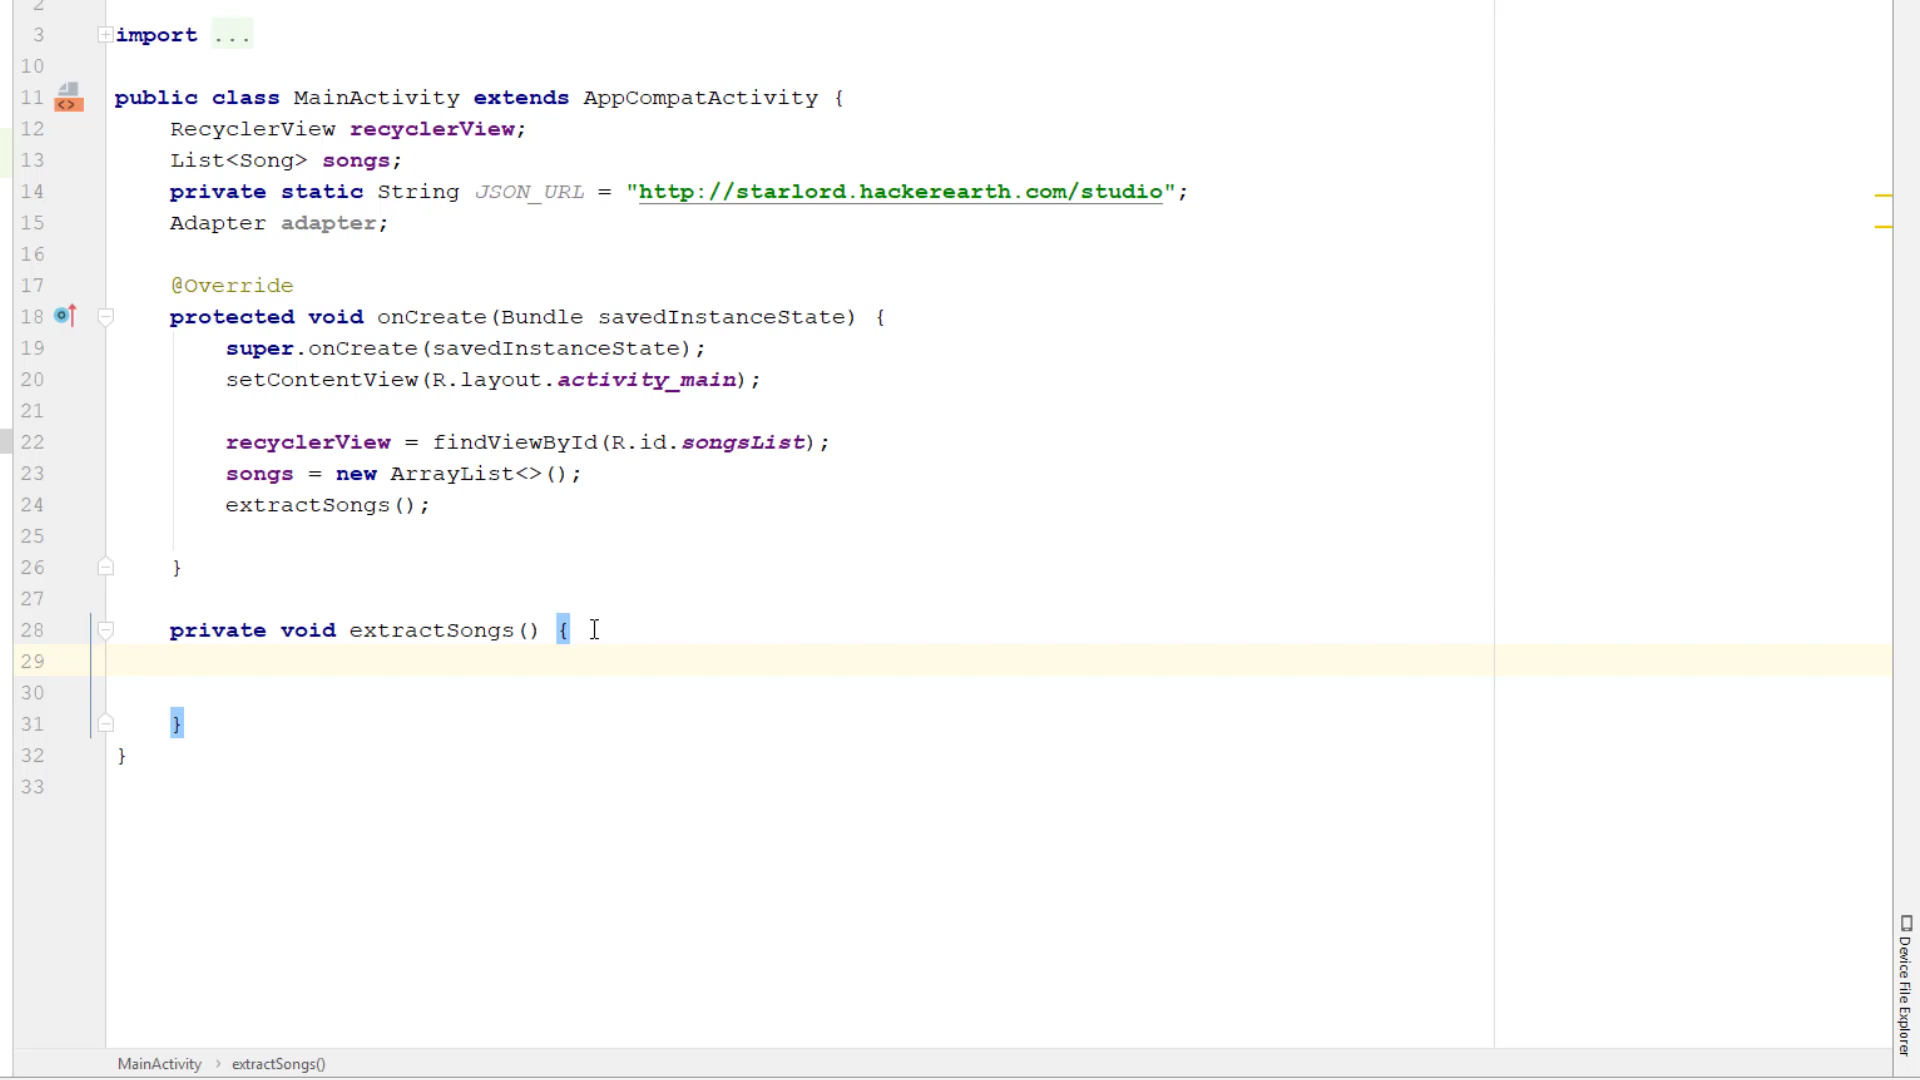 2
3 import ...
10
11 public class MainActivity extends AppCompatActivity {
12 RecyclerView recyclerView;
13 List<Song> songs;
14 private static String JSON_URL = "http://starlord.hackerearth.com/studio";
15 Adapter adapter;
16
17 @Override
18 protected void onCreate(Bundle savedInstanceState) {
19 super.onCreate(savedInstanceState);
20 setContentView(R.layout.activity_main);
21
22 recyclerView = findViewById(R.id.songsList);
23 songs = new ArrayList<>();
24 extractSongs();
25
26 }
27
28 private void extractSongs() {
29
30
31 }
32 }
33
Device File Explorer
MainActivity › extractSongs()